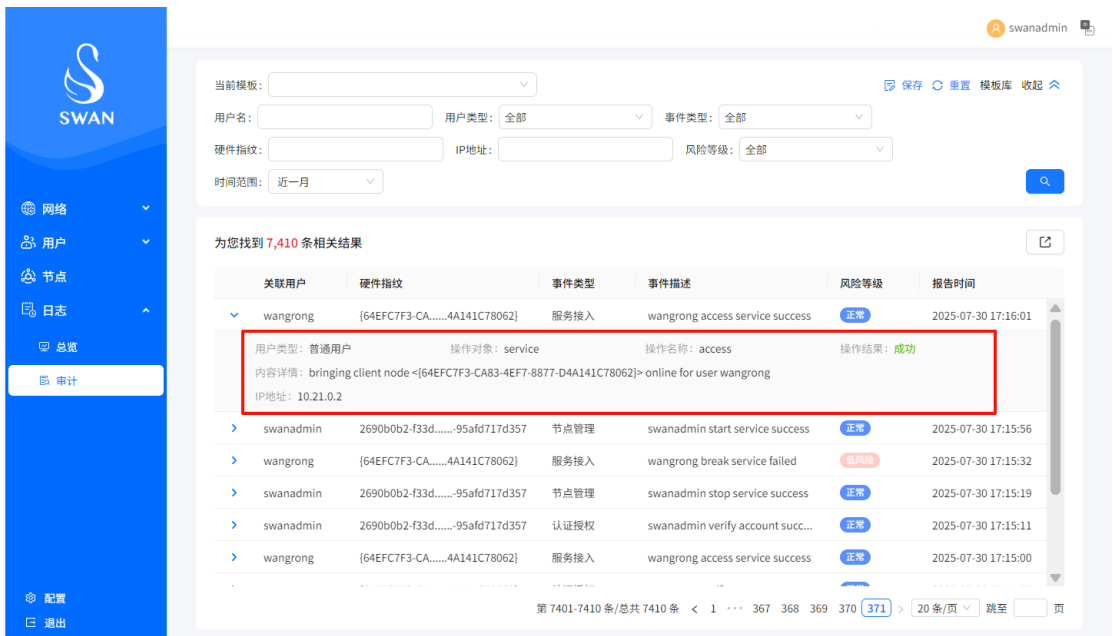 swanadmin
SWAN
网络
用户
节点
日志
总览
审计
配置
退出
当前模板:
保存 重置 模板库 收起
用户名: 用户类型: 全部 事件类型: 全部
硬件指纹: IP地址: 风险等级: 全部
时间范围: 近一月
为您找到 7,410 条相关结果
关联用户 硬件指纹 事件类型 事件描述 风险等级 报告时间
wangrong {64EFC7F3-CA......4A141C78062} 服务接入 wangrong access service success 正常 2025-07-30 17:16:01
用户类型: 普通用户 操作对象: service 操作名称: access 操作结果: 成功
内容详情: bringing client node <{64EFC7F3-CA83-4EF7-8877-D4A141C78062}> online for user wangrong
IP地址: 10.21.0.2
swanadmin 2690b0b2-f33d......-95afd717d357 节点管理 swanadmin start service success 正常 2025-07-30 17:15:56
wangrong {64EFC7F3-CA......4A141C78062} 服务接入 wangrong break service failed 低风险 2025-07-30 17:15:32
swanadmin 2690b0b2-f33d......-95afd717d357 节点管理 swanadmin stop service success 正常 2025-07-30 17:15:19
swanadmin 2690b0b2-f33d......-95afd717d357 认证授权 swanadmin verify account succ... 正常 2025-07-30 17:15:11
wangrong {64EFC7F3-CA......4A141C78062} 服务接入 wangrong access service success 正常 2025-07-30 17:15:00
第 7401-7410 条/总共 7410 条 < 1 ··· 367 368 369 370 371 > 20 条/页 跳至 页